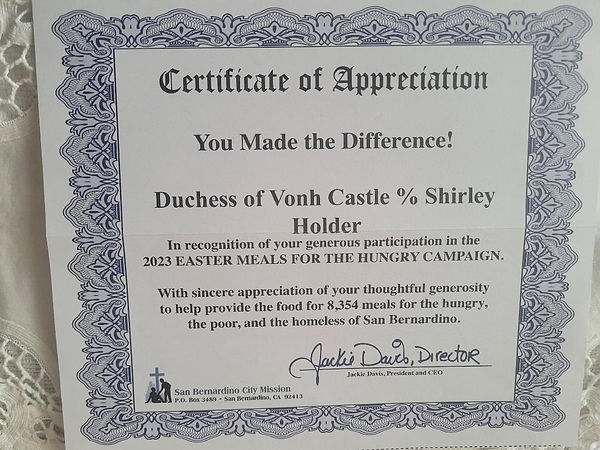 Certificate of Appreciation
You Made the Difference!
Duchess of Vonh Castle % Shirley
Holder
In recognition of your generous participation in the
2023 EASTER MEALS FOR THE HUNGRY CAMPAIGN.
With sincere appreciation of your thoughtful generosity
to help provide the food for 8,354 meals for the hungry,
the poor, and the homeless of San Bernardino.
Jackie Davis, Director
Jackie Davis, President and CEO
San Bernardino City Mission
P.O. Box 3489 • San Bernardino, CA 92413